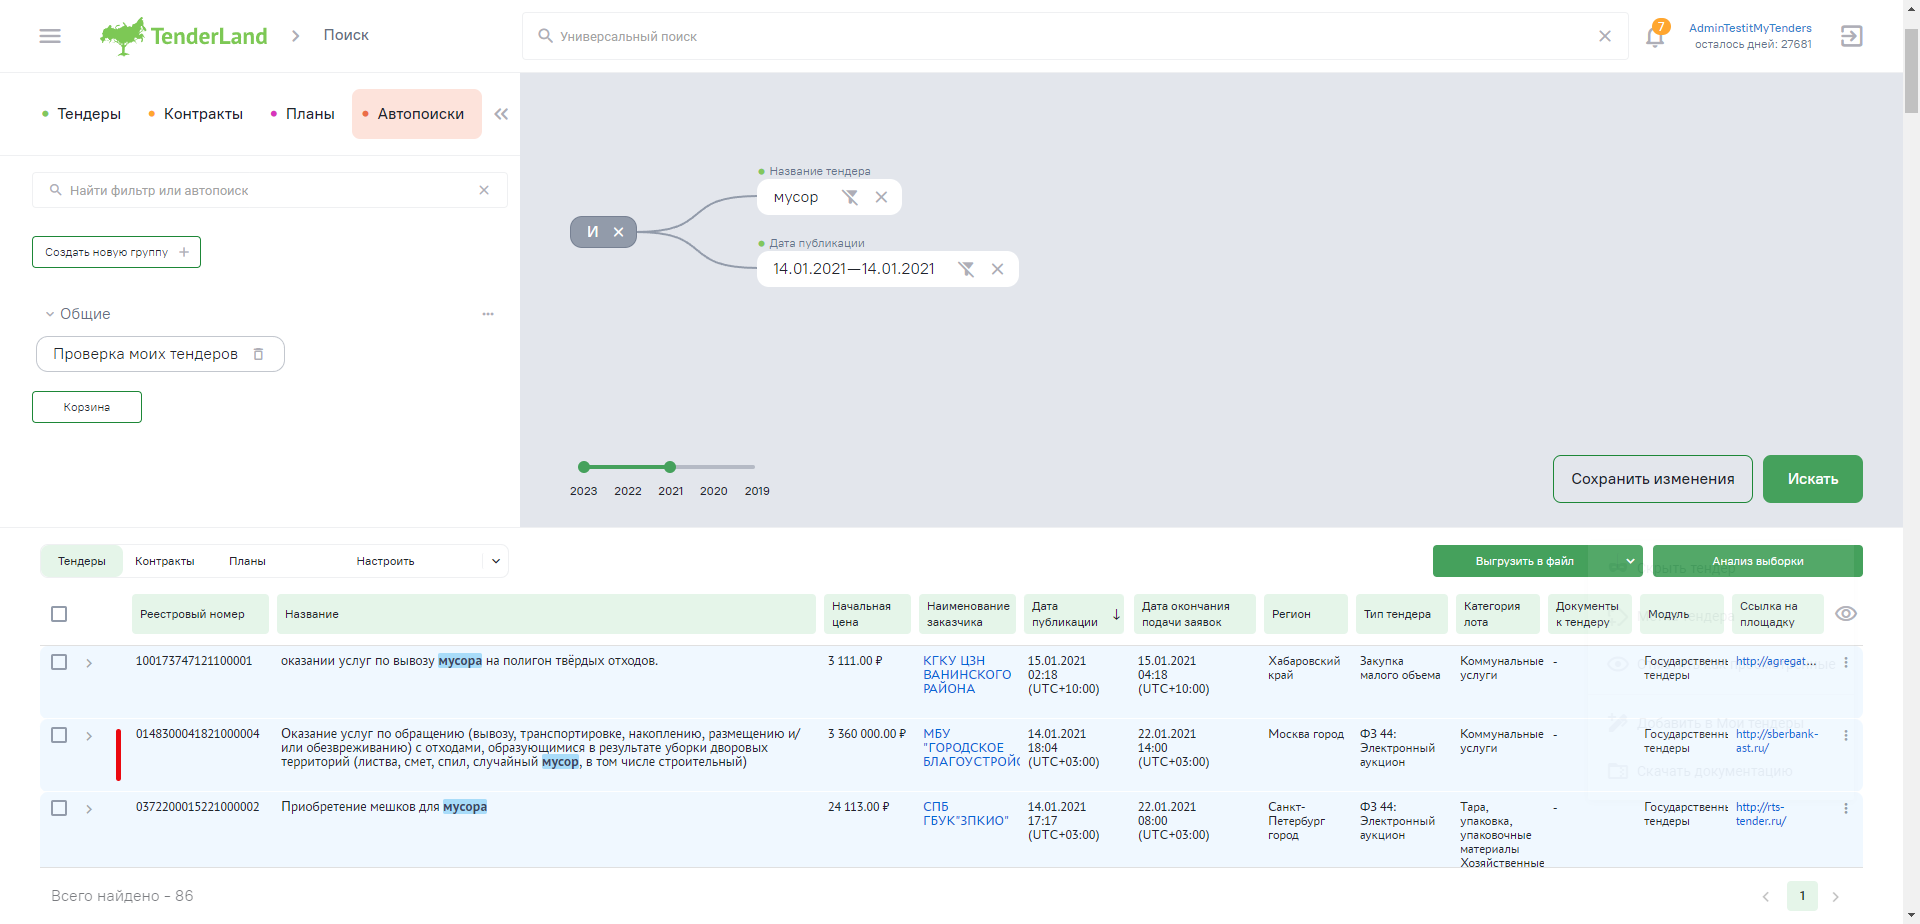 TenderLand
Поиск
Универсальный поиск
7
AdminTestitMyTenders
осталось дней: 27681
Тендеры
Контракты
Планы
Автопоиски
Найти фильтр или автопоиск
Создать новую группу
Общие
Проверка моих тендеров
Корзина
Название тендера
мусор
И
Дата публикации
14.01.2021—14.01.2021
2023 2022 2021 2020 2019
Сохранить изменения
Искать
Тендеры Контракты Планы Настроить
Выгрузить в файл
Анализ выборки
Реестровый номер
Название
Начальная
цена
Наименование
заказчика
Дата
публикации
Дата окончания
подачи заявок
Регион
Тип тендера
Категория
лота
Документы
к тендеру
Модуль
Ссылка на
площадку
100173747121100001
оказании услуг по вывозу мусора на полигон твёрдых отходов.
3 111.00 ₽
КГКУ ЦЗН
ВАНИНСКОГО
РАЙОНА
15.01.2021
02:18
(UTC+10:00)
15.01.2021
04:18
(UTC+10:00)
Хабаровский
край
Закупка
малого объема
Коммунальные
услуги
-
Государственны
тендеры
http://agregat...
0148300041821000004
Оказание услуг по обращению (вывозу, транспортировке, накоплению, размещению и/
или обезвреживанию) с отходами, образующимися в результате уборки дворовых
территорий (листва, смет, спил, случайный мусор, в том числе строительный)
3 360 000.00 ₽
МБУ
"ГОРОДСКОЕ
БЛАГОУСТРОЙС
14.01.2021
18:04
(UTC+03:00)
22.01.2021
14:00
(UTC+03:00)
Москва город
ФЗ 44:
Электронный
аукцион
Коммунальные
услуги
-
Государственны
тендеры
http://sberbank-
ast.ru/
Добавить в Мои тендеры
Скачать документацию
0372200015221000002
Приобретение мешков для мусора
24 113.00 ₽
СПБ
ГБУК"ЗПКИО"
14.01.2021
17:17
(UTC+03:00)
22.01.2021
08:00
(UTC+03:00)
Санкт-
Петербург
город
ФЗ 44:
Электронный
аукцион
Тара,
упаковка,
упаковочные
материалы
Хозяйственные
-
Государственны
тендеры
http://rts-
tender.ru/
Всего найдено - 86
1